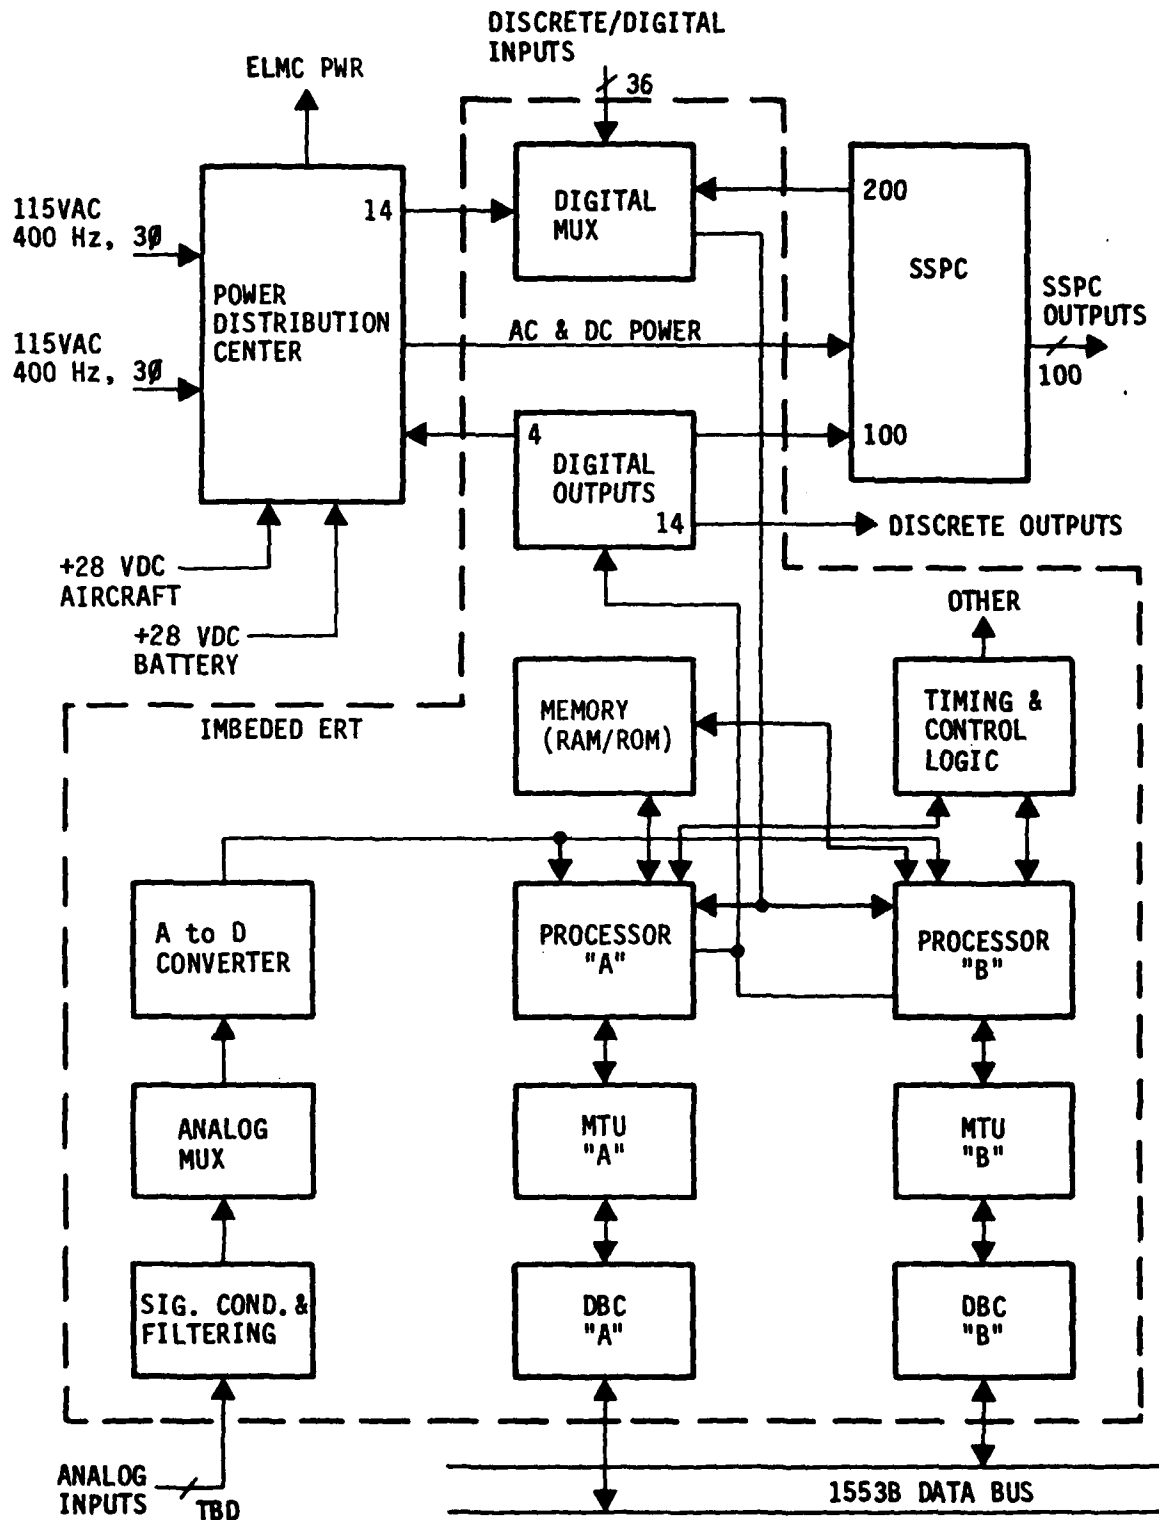 DISCRETE/DIGITAL
INPUTS
36
ELMC PWR
115VAC
400 Hz, 3Ø
115VAC
400 Hz, 3Ø
14
POWER
DISTRIBUTION
CENTER
DIGITAL
MUX
200
SSPC
SSPC
OUTPUTS
100
AC & DC POWER
4
DIGITAL
OUTPUTS
14
100
DISCRETE OUTPUTS
+28 VDC
AIRCRAFT
+28 VDC
BATTERY
OTHER
IMBEDED ERT
MEMORY
(RAM/ROM)
TIMING &
CONTROL
LOGIC
A to D
CONVERTER
PROCESSOR
"A"
PROCESSOR
"B"
ANALOG
MUX
MTU
"A"
MTU
"B"
SIG. COND. &
FILTERING
DBC
"A"
DBC
"B"
ANALOG
INPUTS
TBD
1553B DATA BUS